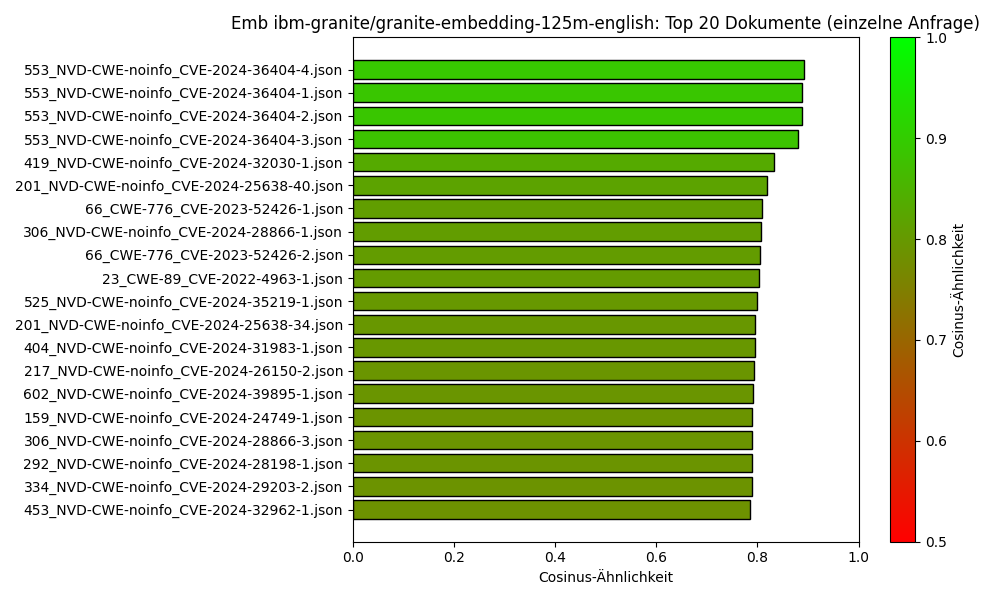 Emb ibm-granite/granite-embedding-125m-english: Top 20 Dokumente (einzelne Anfrage)
553_NVD-CWE-noinfo_CVE-2024-36404-4.json
553_NVD-CWE-noinfo_CVE-2024-36404-1.json
553_NVD-CWE-noinfo_CVE-2024-36404-2.json
553_NVD-CWE-noinfo_CVE-2024-36404-3.json
419_NVD-CWE-noinfo_CVE-2024-32030-1.json
201_NVD-CWE-noinfo_CVE-2024-25638-40.json
66_CWE-776_CVE-2023-52426-1.json
306_NVD-CWE-noinfo_CVE-2024-28866-1.json
66_CWE-776_CVE-2023-52426-2.json
23_CWE-89_CVE-2022-4963-1.json
525_NVD-CWE-noinfo_CVE-2024-35219-1.json
201_NVD-CWE-noinfo_CVE-2024-25638-34.json
404_NVD-CWE-noinfo_CVE-2024-31983-1.json
217_NVD-CWE-noinfo_CVE-2024-26150-2.json
602_NVD-CWE-noinfo_CVE-2024-39895-1.json
159_NVD-CWE-noinfo_CVE-2024-24749-1.json
306_NVD-CWE-noinfo_CVE-2024-28866-3.json
292_NVD-CWE-noinfo_CVE-2024-28198-1.json
334_NVD-CWE-noinfo_CVE-2024-29203-2.json
453_NVD-CWE-noinfo_CVE-2024-32962-1.json
0.0 0.2 0.4 0.6 0.8 1.0
Cosinus-Ähnlichkeit
1.0
0.9
0.8
0.7
0.6
0.5
Cosinus-Ähnlichkeit